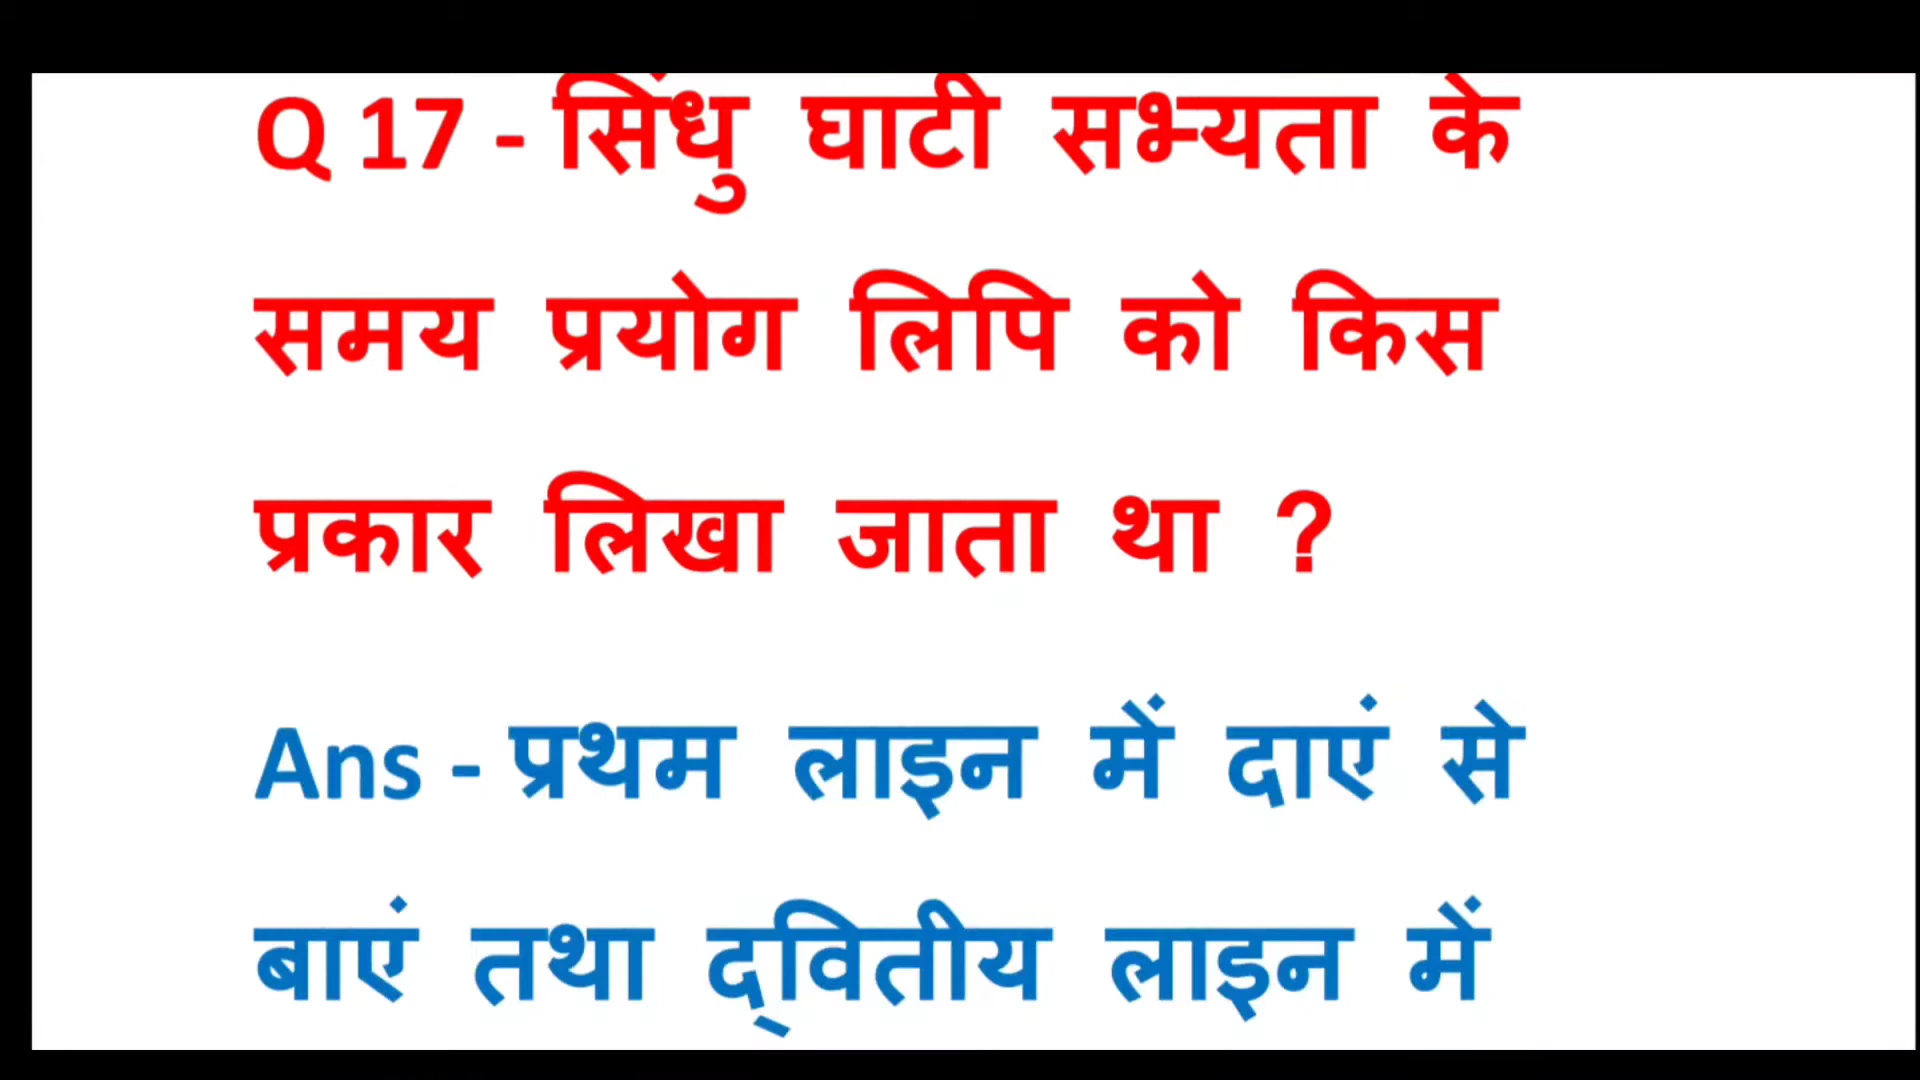 Q 17 - सिंधु घाटी सभ्यता के
समय प्रयोग लिपि को किस
प्रकार लिखा जाता था ?
Ans - प्रथम लाइन में दाएं से
बाएं तथा द्वितीय लाइन में